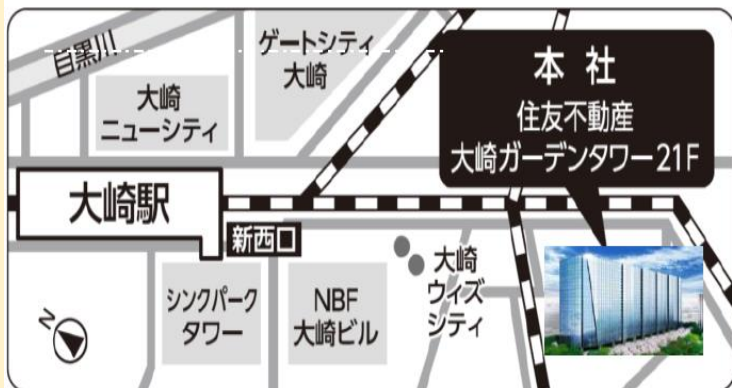 目黒川
ゲートシティ
大崎
大崎
ニューシティ
本社
住友不動産
大崎ガーデンタワー21F
大崎駅
新西口
大崎
ウィズ
シティ
シンクパーク
タワー
NBF
大崎ビル
N